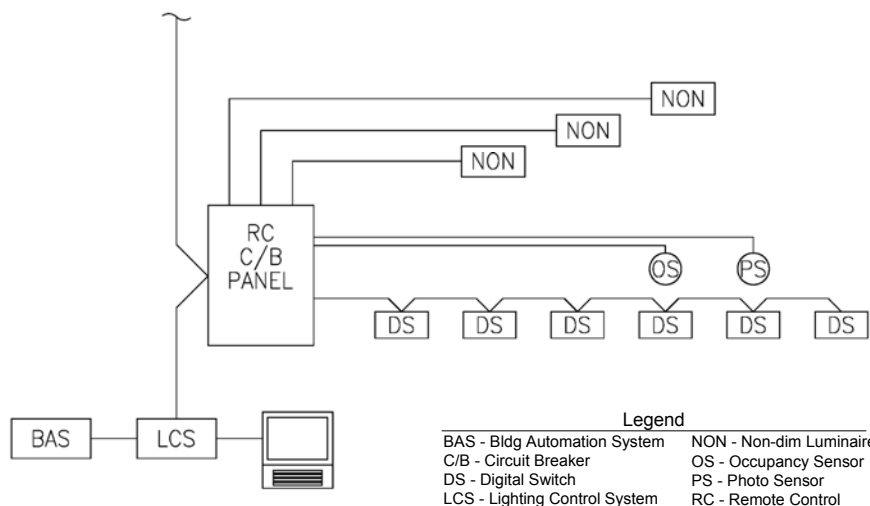 NON
NON
NON
RC
C/B
PANEL
OS PS
DS DS DS DS DS DS
BAS LCS
Legend
BAS - Bldg Automation System NON - Non-dim Luminaire
C/B - Circuit Breaker OS - Occupancy Sensor
DS - Digital Switch PS - Photo Sensor
LCS - Lighting Control System RC - Remote Control